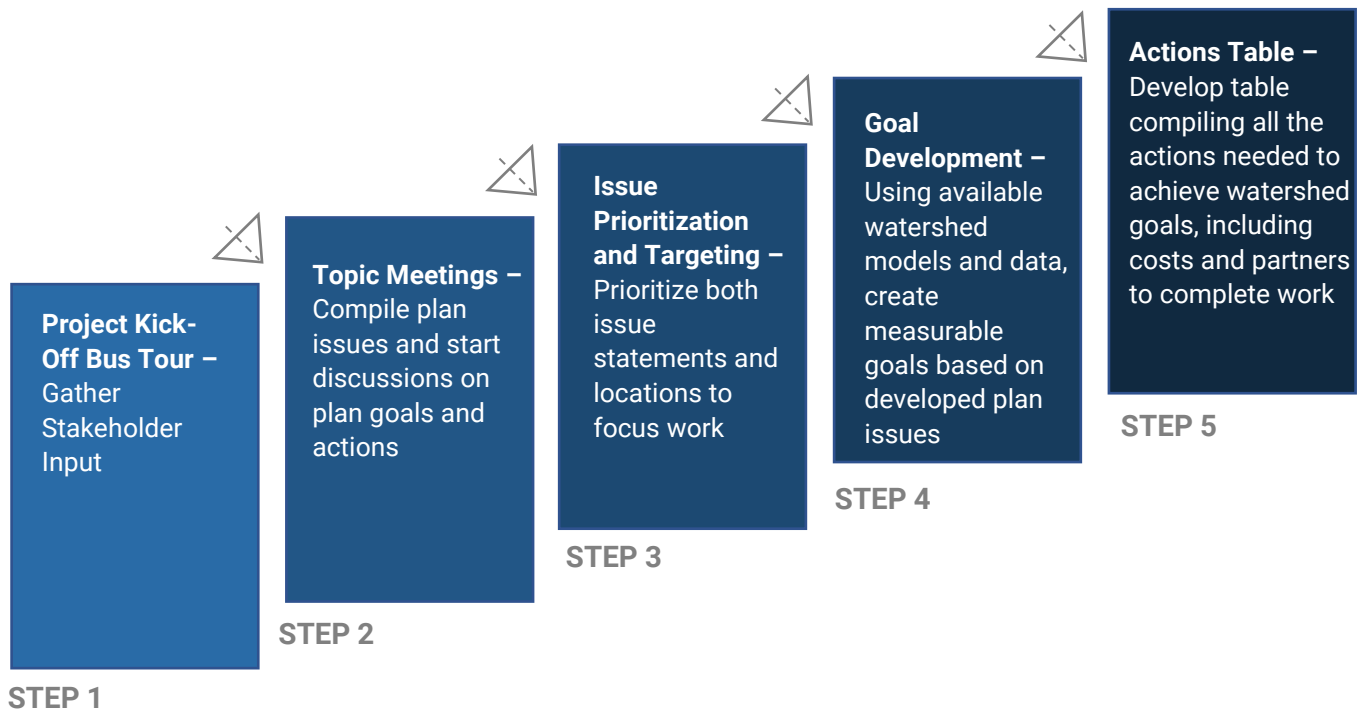 Project Kick-
Off Bus Tour –
Gather
Stakeholder
Input
STEP 1
Topic Meetings –
Compile plan
issues and start
discussions on
plan goals and
actions
STEP 2
Issue
Prioritization
and Targeting –
Prioritize both
issue
statements and
locations to
focus work
STEP 3
Goal
Development –
Using available
watershed
models and data,
create
measurable
goals based on
developed plan
issues
STEP 4
Actions Table –
Develop table
compiling all the
actions needed to
achieve watershed
goals, including
costs and partners
to complete work
STEP 5